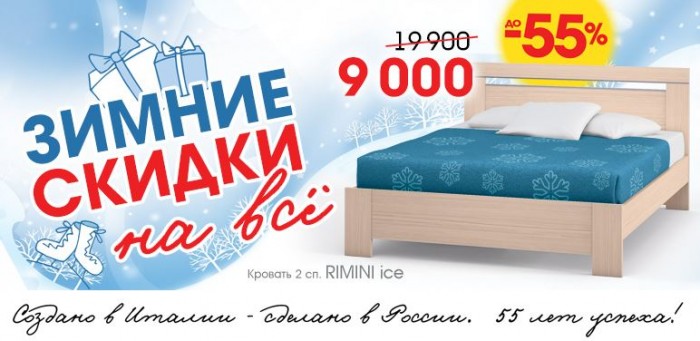 ДО
-55%
19 900
9 000
ЗИМНИЕ
СКИДКИ
на всё
Кровать 2 сп. RIMINI ice
Создано в Италии - сделано в России. 55 лет успеха!